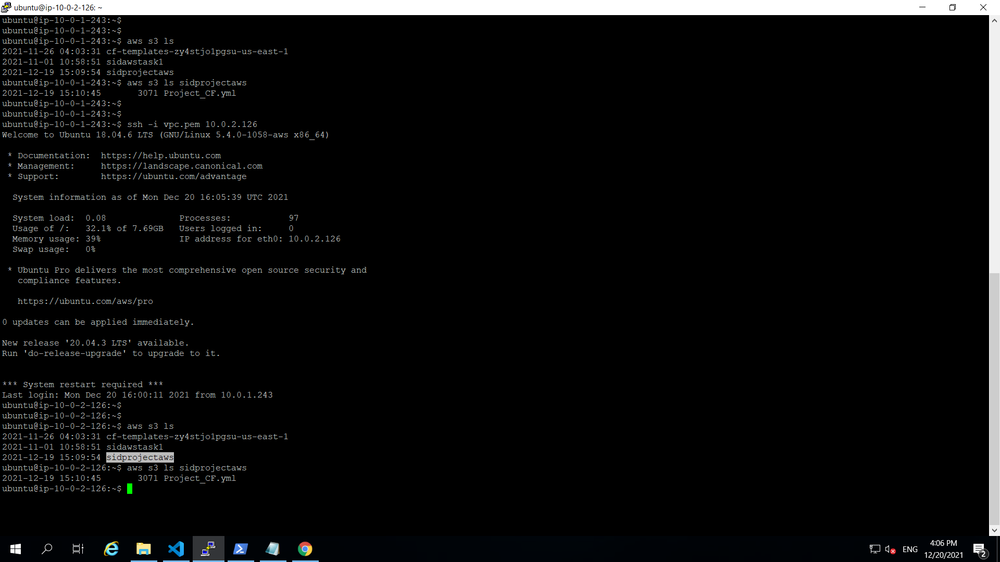 ubuntu@ip-10-0-2-126: ~
ubuntu@ip-10-0-1-243:~$
ubuntu@ip-10-0-1-243:~$
ubuntu@ip-10-0-1-243:~$ aws s3 ls
2021-11-26 04:03:31 cf-templates-zy4stjo1pgsu-us-east-1
2021-11-01 10:58:51 sidawstask1
2021-12-19 15:09:54 sidprojectaws
ubuntu@ip-10-0-1-243:~$ aws s3 ls sidprojectaws
2021-12-19 15:10:45       3071 Project_CF.yml
ubuntu@ip-10-0-1-243:~$
ubuntu@ip-10-0-1-243:~$
ubuntu@ip-10-0-1-243:~$ ssh -i vpc.pem 10.0.2.126
Welcome to Ubuntu 18.04.6 LTS (GNU/Linux 5.4.0-1058-aws x86_64)
 * Documentation:  https://help.ubuntu.com
 * Management:     https://landscape.canonical.com
 * Support:        https://ubuntu.com/advantage
  System information as of Mon Dec 20 16:05:39 UTC 2021
  System load:  0.08              Processes:           97
  Usage of /:   32.1% of 7.69GB   Users logged in:     0
  Memory usage: 39%               IP address for eth0: 10.0.2.126
  Swap usage:   0%
 * Ubuntu Pro delivers the most comprehensive open source security and
   compliance features.
   https://ubuntu.com/aws/pro
0 updates can be applied immediately.
New release '20.04.3 LTS' available.
Run 'do-release-upgrade' to upgrade to it.
*** System restart required ***
Last login: Mon Dec 20 16:00:11 2021 from 10.0.1.243
ubuntu@ip-10-0-2-126:~$
ubuntu@ip-10-0-2-126:~$
ubuntu@ip-10-0-2-126:~$ aws s3 ls
2021-11-26 04:03:31 cf-templates-zy4stjo1pgsu-us-east-1
2021-11-01 10:58:51 sidawstask1
2021-12-19 15:09:54 sidprojectaws
ubuntu@ip-10-0-2-126:~$ aws s3 ls sidprojectaws
2021-12-19 15:10:45       3071 Project_CF.yml
ubuntu@ip-10-0-2-126:~$
ENG
4:06 PM
12/20/2021
2